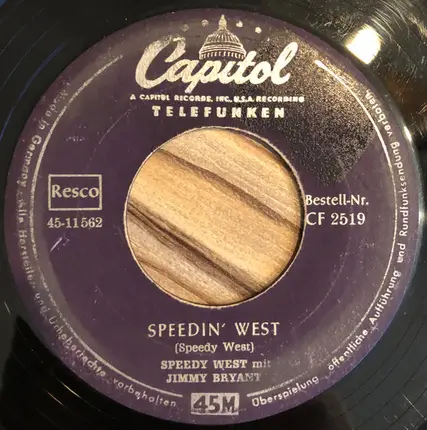 Capitol
A CAPITOL RECORDS, INC., U.S.A. RECORDING
TELEFUNKEN
Resco
45-11562
Bestell-Nr.
CF 2519
SPEEDIN' WEST
(Speedy West)
SPEEDY WEST mit
JIMMY BRYANT
45M
Made in Germany. Alle Hersteller- und Urheberrechte vorbehalten
Überspielung, öffentliche Aufführung und Rundfunksendung verboten